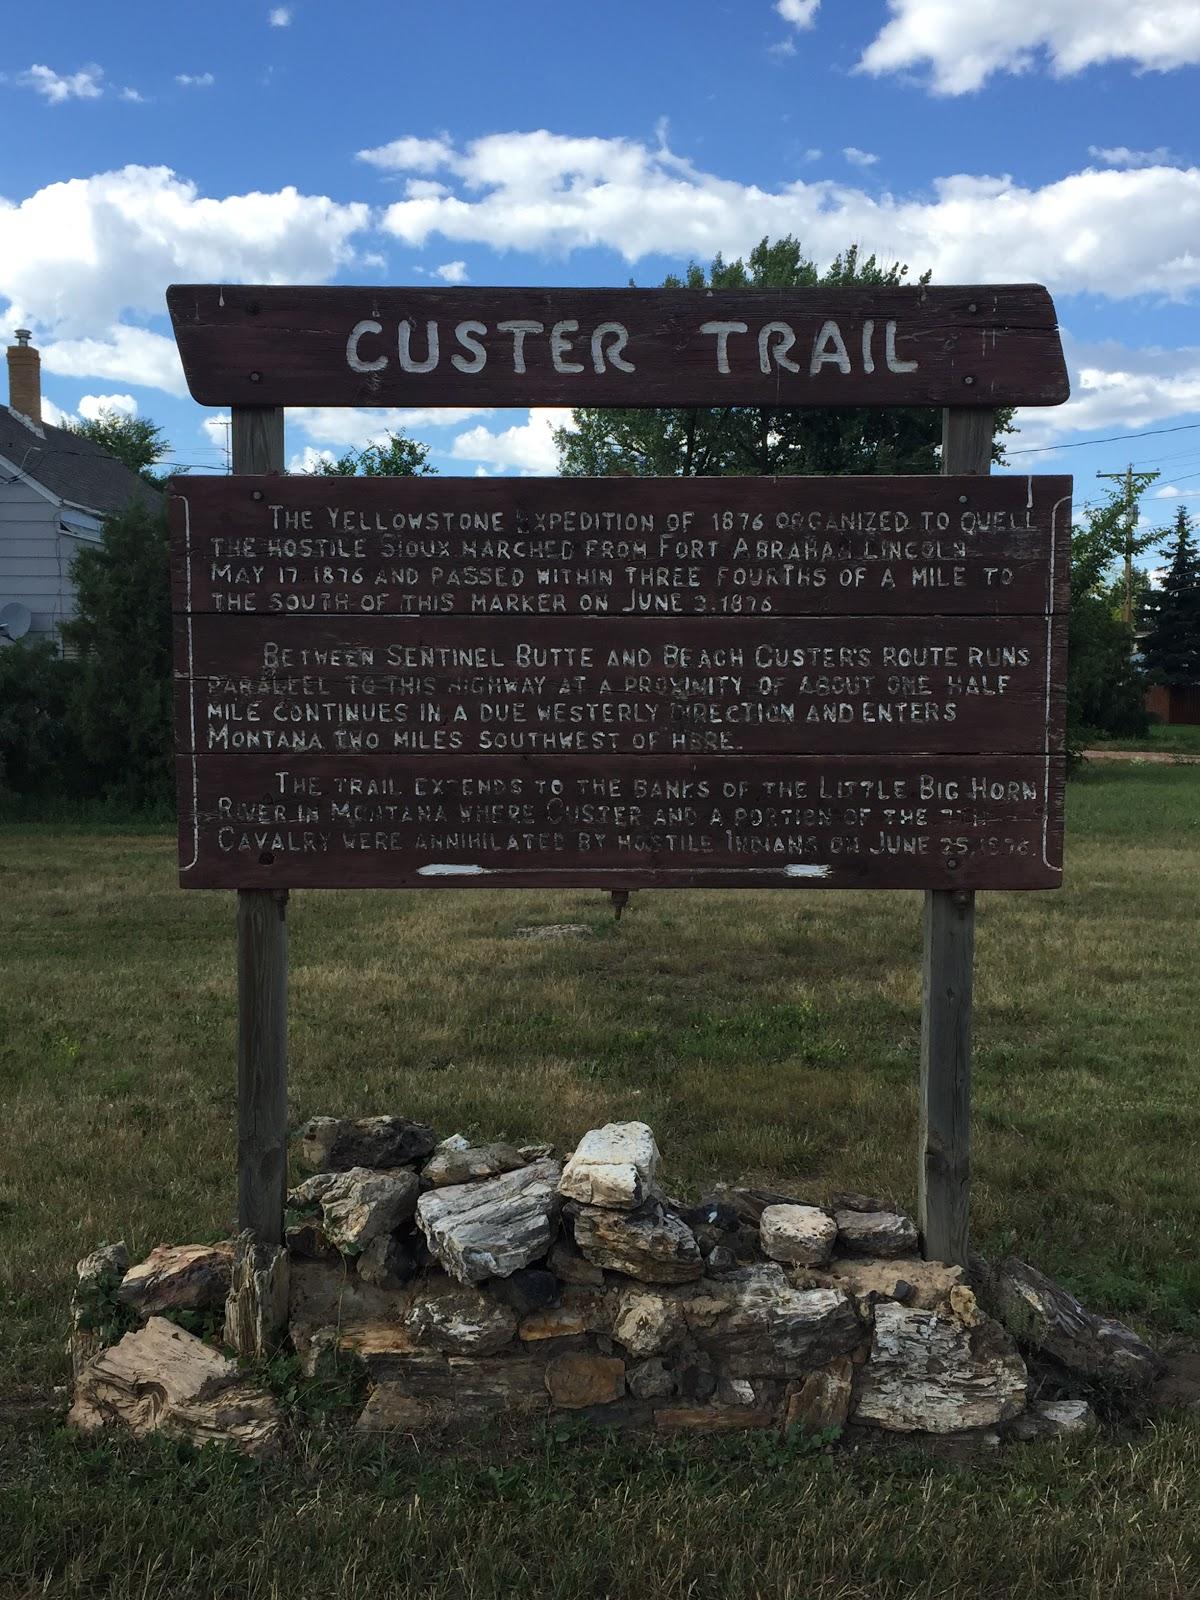 CUSTER TRAIL
THE YELLOWSTONE EXPEDITION OF 1876 ORGANIZED TO QUELL
THE HOSTILE SIOUX MARCHED FROM FORT ABRAHAM LINCOLN
MAY 17 1876 AND PASSED WITHIN THREE FOURTHS OF A MILE TO
THE SOUTH OF THIS MARKER ON JUNE 3. 1876
BETWEEN SENTINEL BUTTE AND BEACH CUSTER'S ROUTE RUNS
PARALLEL TO THIS HIGHWAY AT A PROXIMITY OF ABOUT ONE HALF
MILE CONTINUES IN A DUE WESTERLY DIRECTION AND ENTERS
MONTANA TWO MILES SOUTHWEST OF HERE.
THE TRAIL EXTENDS TO THE BANKS OF THE LITTLE BIG HORN
RIVER IN MONTANA WHERE CUSTER AND A PORTION OF THE 7TH
CAVALRY WERE ANNIHILATED BY HOSTILE INDIANS ON JUNE 25, 1876.